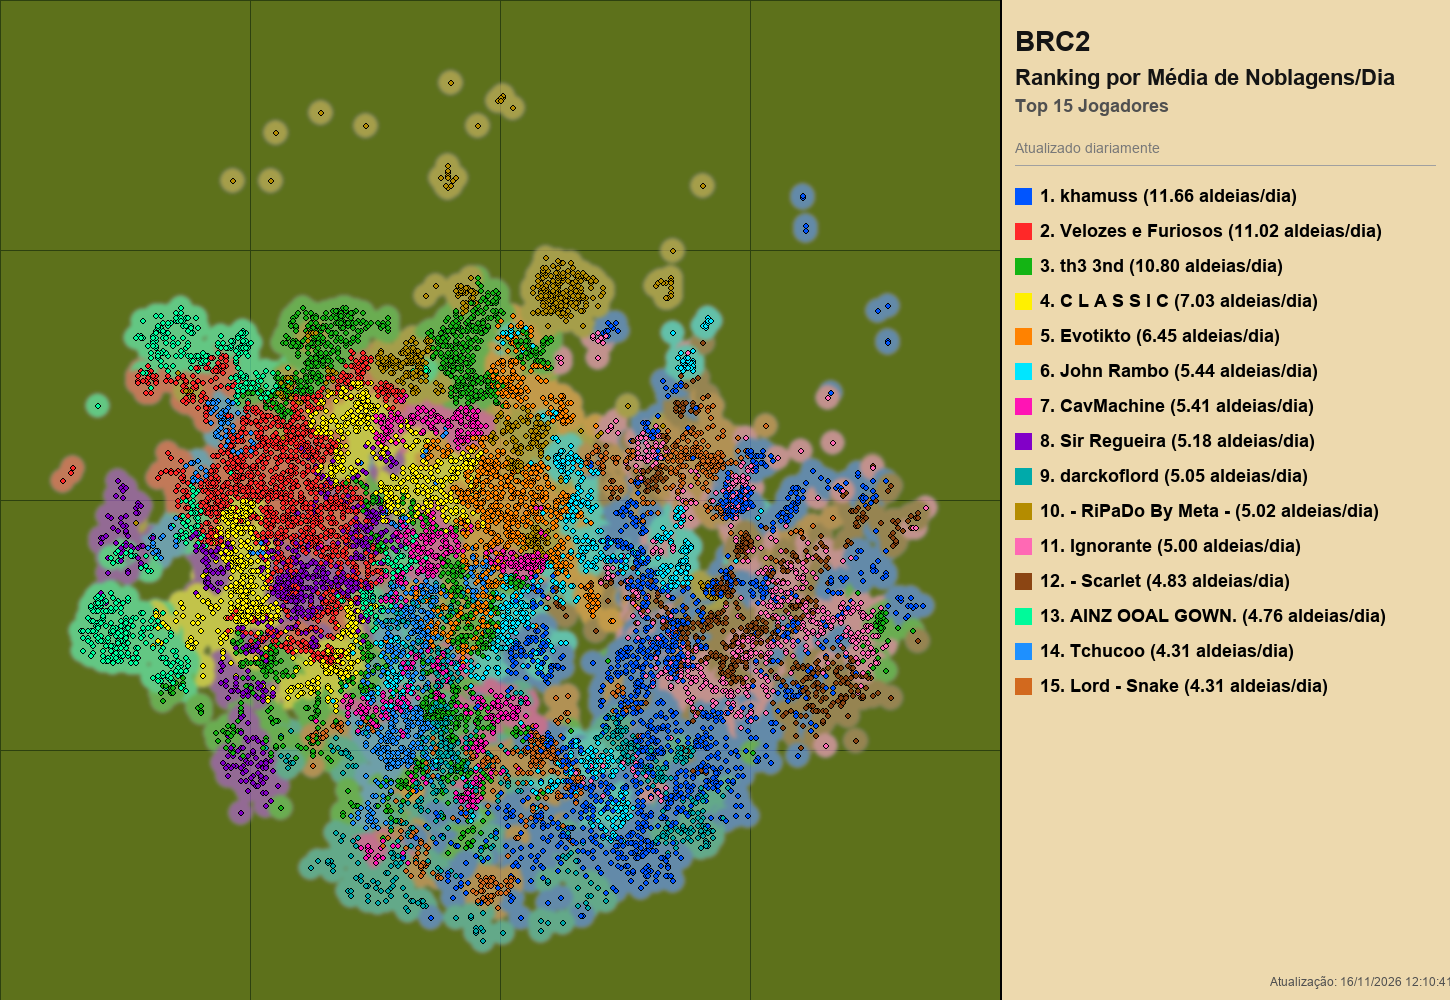 BRC2
Ranking por Média de Noblagens/Dia
Top 15 Jogadores
Atualizado diariamente
1. khamuss (11.66 aldeias/dia)
2. Velozes e Furiosos (11.02 aldeias/dia)
3. th3 3nd (10.80 aldeias/dia)
4. C L A S S I C (7.03 aldeias/dia)
5. Evotikto (6.45 aldeias/dia)
6. John Rambo (5.44 aldeias/dia)
7. CavMachine (5.41 aldeias/dia)
8. Sir Regueira (5.18 aldeias/dia)
9. darckoflord (5.05 aldeias/dia)
10. - RiPaDo By Meta - (5.02 aldeias/dia)
11. Ignorante (5.00 aldeias/dia)
12. - Scarlet (4.83 aldeias/dia)
13. AINZ OOAL GOWN. (4.76 aldeias/dia)
14. Tchucoo (4.31 aldeias/dia)
15. Lord - Snake (4.31 aldeias/dia)
Atualização: 16/11/2026 12:10:41